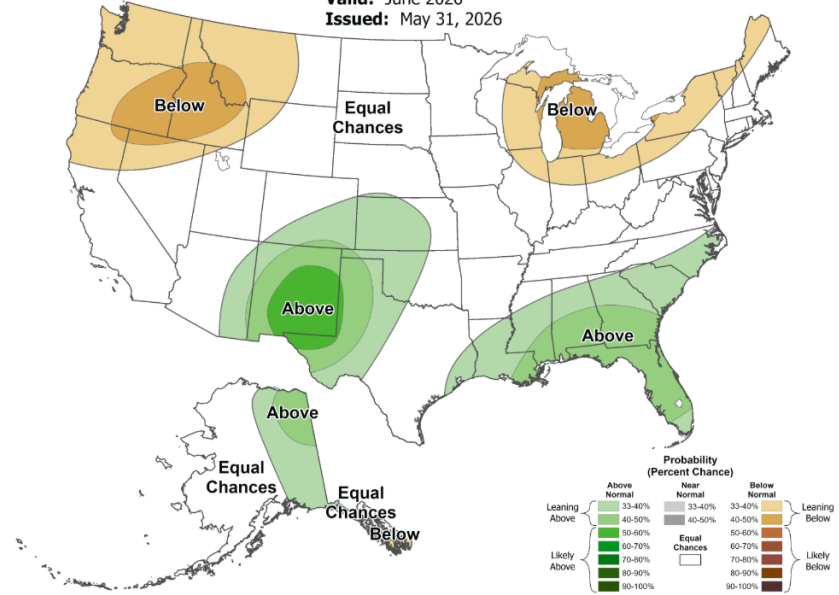 Valid: June 2026
Issued: May 31, 2026
Below
Equal
Chances
Below
Above
Above
Above
Equal
Chances
Equal
Chances
Below
Probability
(Percent Chance)
Above
Normal
Near
Normal
Below
Normal
Leaning
Above
33-40%
40-50%
33-40%
40-50%
33-40%
40-50%
Leaning
Below
Likely
Above
50-60%
60-70%
70-80%
80-90%
90-100%
Equal
Chances
50-60%
60-70%
70-80%
80-90%
90-100%
Likely
Below